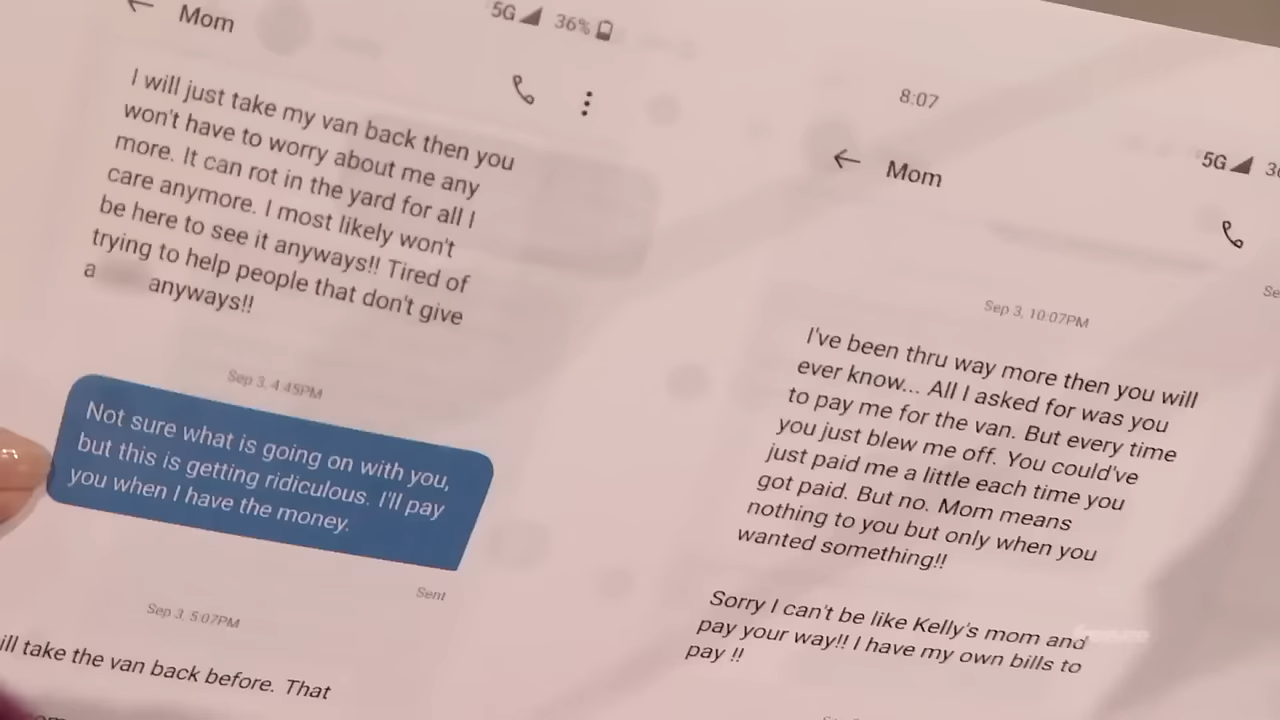 Mom
5G 36%
I will just take my van back then you
won't have to worry about me any
more. It can rot in the yard for all I
care anymore. I most likely won't
be here to see it anyways!! Tired of
trying to help people that don't give
a anyways!!
Sep 3, 4:45PM
Not sure what is going on with you,
but this is getting ridiculous. I'll pay
you when I have the money.
Sent
Sep 3, 5:07PM
take the van back before. That
8:07
5G
Mom
Sep 3, 10:07PM
I've been thru way more then you will
ever know... All I asked for was you
to pay me for the van. But every time
you just blew me off. You could've
just paid me a little each time you
got paid. But no. Mom means
nothing to you but only when you
wanted something!!
Sorry I can't be like Kelly's mom and
pay your way!! I have my own bills to
pay !!